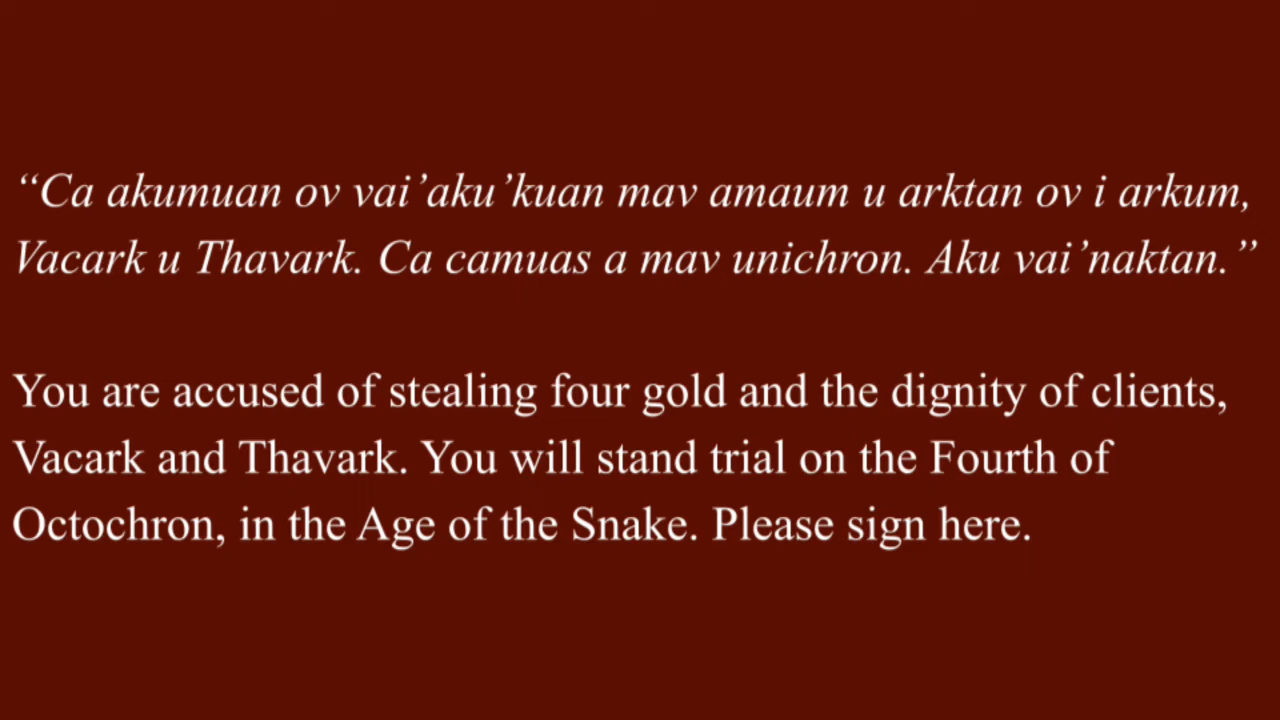 “Ca akumuan ov vai’aku’kuan mav amaum u arktan ov i arkum,
Vacark u Thavark. Ca camuas a mav unichron. Aku vai’naktan.”
You are accused of stealing four gold and the dignity of clients,
Vacark and Thavark. You will stand trial on the Fourth of
Octochron, in the Age of the Snake. Please sign here.